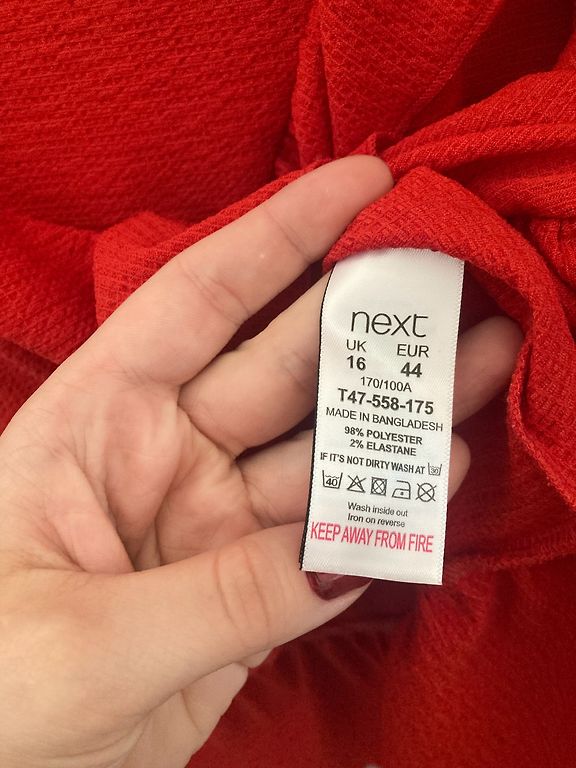 next
UK EUR
16 44
170/100A
T47-558-175
MADE IN BANGLADESH
98% POLYESTER
2% ELASTANE
IF IT'S NOT DIRTY WASH AT 30
40
Wash inside out
Iron on reverse
KEEP AWAY FROM FIRE